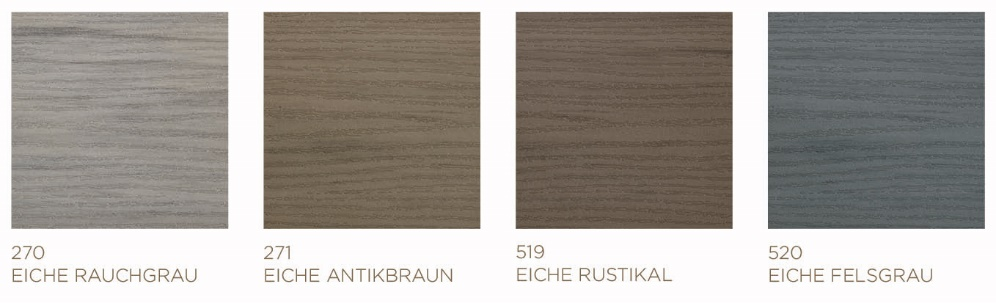 270
EICHE RAUCHGRAU
271
EICHE ANTIKBRAUN
519
EICHE RUSTIKAL
520
EICHE FELSGRAU